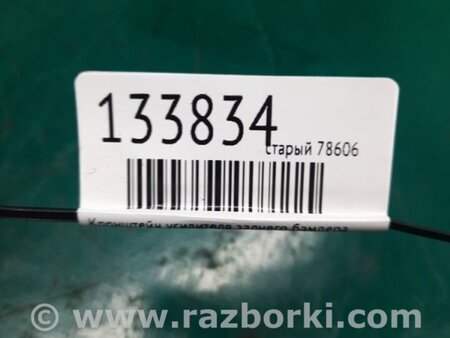 133834
старый 78606
Кронштейн усилителя заднего бампера
© www.razborki.com